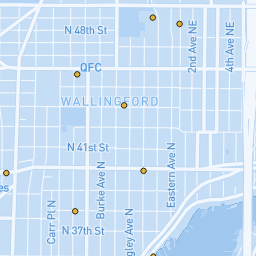 N 48th St
2nd Ave NE
4th Ave NE
QFC
WALLINGFORD
N 41st St
Burke Ave N
Eastern Ave N
Carr Pl N
N 37th St